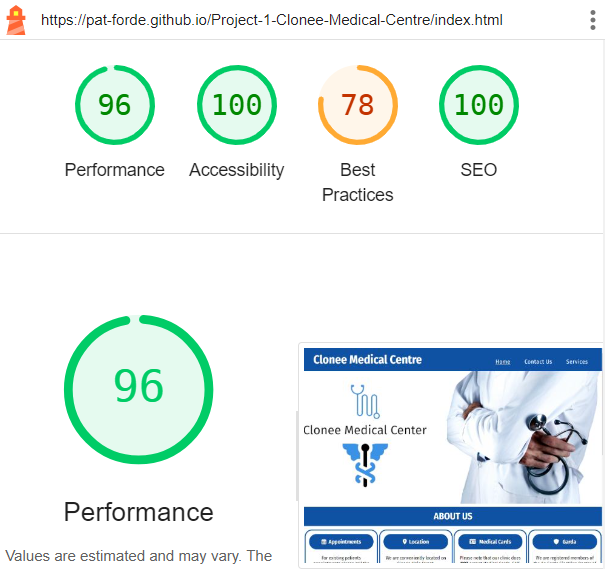 https://pat-forde.github.io/Project-1-Clonee-Medical-Centre/index.html
96 100 78 100
Performance Accessibility Best Practices SEO
96
Performance
Values are estimated and may vary. The
Clonee Medical Centre Home Contact Us Services
Clonee Medical Center
ABOUT US
Appointments Location Medical Cards Garda
For existing patients We are conveniently located on Please note that our clinic does We are registered members of